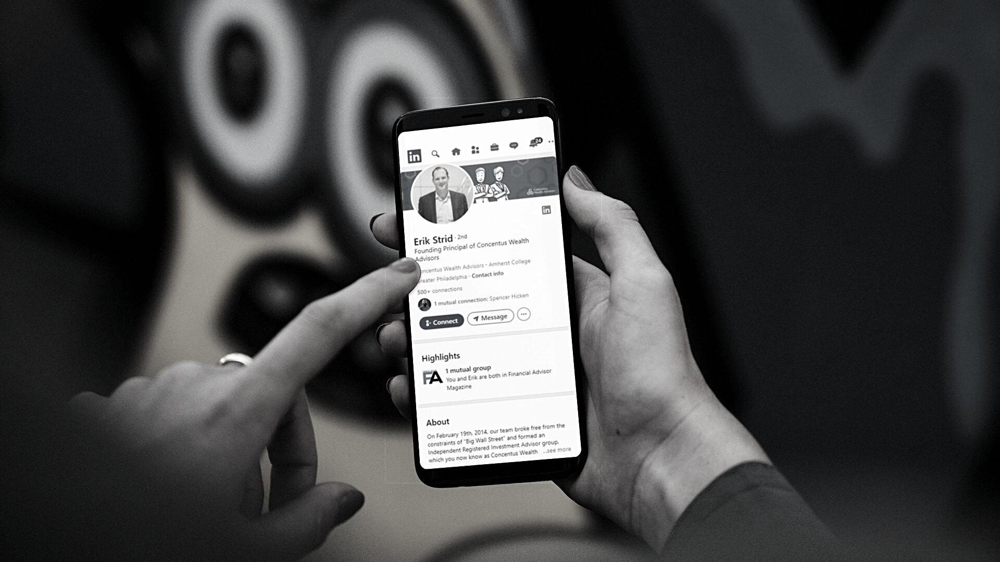 24
in
Concentus
Wealth Advisors
in
Erik Strid · 2nd
Founding Principal of Concentus Wealth
Advisors
oncentus Wealth Advisors • Amherst College
reater Philadelphia · Contact info
500+ connections
1 mutual connection: Spencer Hicken
Connect Message
Highlights
FA 1 mutual group
You and Erik are both in Financial Advisor
Magazine
About
On February 19th, 2014, our team broke free from the
constraints of "Big Wall Street" and formed an
Independent Registered Investment Advisor group,
which you now know as Concentus Wealth ...see more